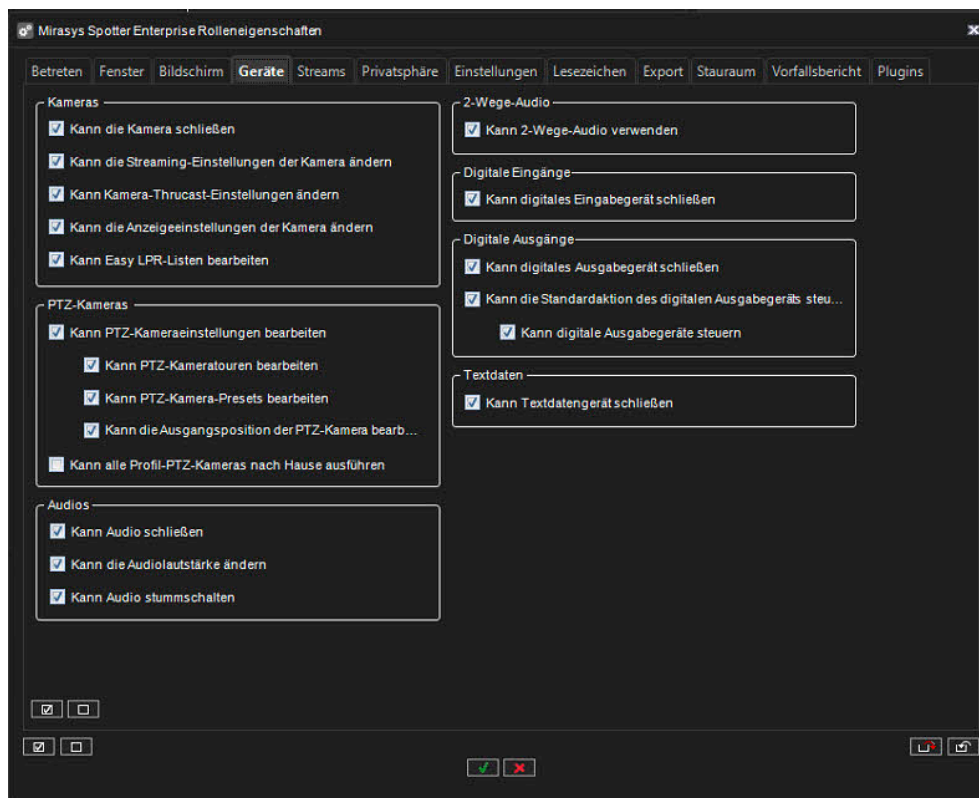 Mirasys Spotter Enterprise Rolleneigenschaften
Betreten Fenster Bildschirm Geräte Streams Privatsphäre Einstellungen Lesezeichen Export Stauraum Vorfallsbericht Plugins
Kameras
Kann die Kamera schließen
Kann die Streaming-Einstellungen der Kamera ändern
Kann Kamera-Thrucast-Einstellungen ändern
Kann die Anzeigeeinstellungen der Kamera ändern
Kann Easy LPR-Listen bearbeiten
PTZ-Kameras
Kann PTZ-Kameraeinstellungen bearbeiten
Kann PTZ-Kameratouren bearbeiten
Kann PTZ-Kamera-Presets bearbeiten
Kann die Ausgangsposition der PTZ-Kamera bearb...
Kann alle Profil-PTZ-Kameras nach Hause ausführen
Audios
Kann Audio schließen
Kann die Audiolautstärke ändern
Kann Audio stummschalten
2-Wege-Audio
Kann 2-Wege-Audio verwenden
Digitale Eingänge
Kann digitales Eingabegerät schließen
Digitale Ausgänge
Kann digitales Ausgabegerät schließen
Kann die Standardaktion des digitalen Ausgabegeräts steu...
Kann digitale Ausgabegeräte steuern
Textdaten
Kann Textdatengerät schließen